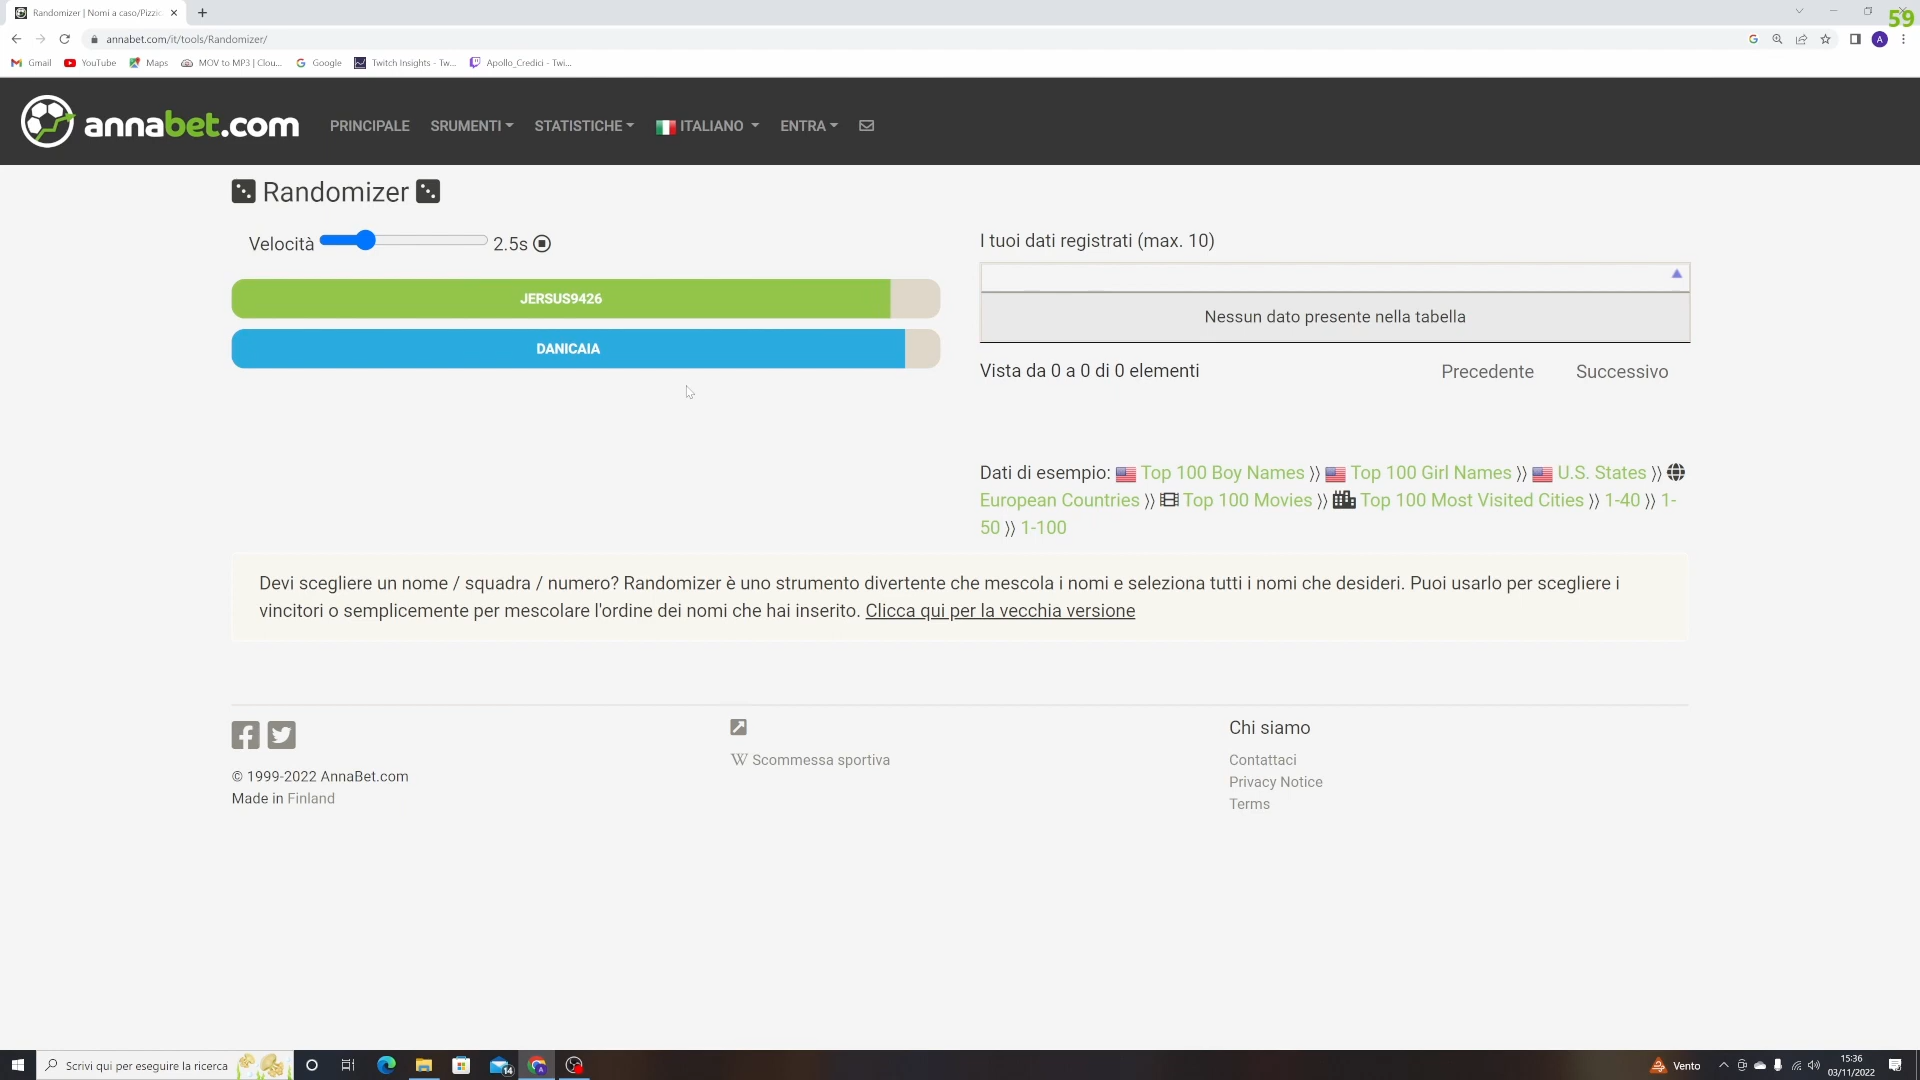 Randomizer | Nomi a caso/Pizzic
59
annabet.com/it/tools/Randomizer/
A
Gmail
YouTube
Maps
MOV to MP3 | Clou...
Google
Twitch Insights - Tw...
Apollo_Credici - Twi...
annabet.com
PRINCIPALE
SRUMENTI
STATISTICHE
ITALIANO
ENTRA
Randomizer
Velocità 2.5s
JERSUS9426
DANICAIA
I tuoi dati registrati (max. 10)
Nessun dato presente nella tabella
Vista da 0 a 0 di 0 elementi
Precedente
Successivo
Dati di esempio: Top 100 Boy Names ⟩⟩ Top 100 Girl Names ⟩⟩ U.S. States ⟩⟩
European Countries ⟩⟩ Top 100 Movies ⟩⟩ Top 100 Most Visited Cities ⟩⟩ 1-40 ⟩⟩ 1-
50 ⟩⟩ 1-100
Devi scegliere un nome / squadra / numero? Randomizer è uno strumento divertente che mescola i nomi e seleziona tutti i nomi che desideri. Puoi usarlo per scegliere i
vincitori o semplicemente per mescolare l'ordine dei nomi che hai inserito. Clicca qui per la vecchia versione
© 1999-2022 AnnaBet.com
Made in Finland
W Scommessa sportiva
Chi siamo
Contattaci
Privacy Notice
Terms
Scrivi qui per eseguire la ricerca
14
A
Vento
15:36
03/11/2022